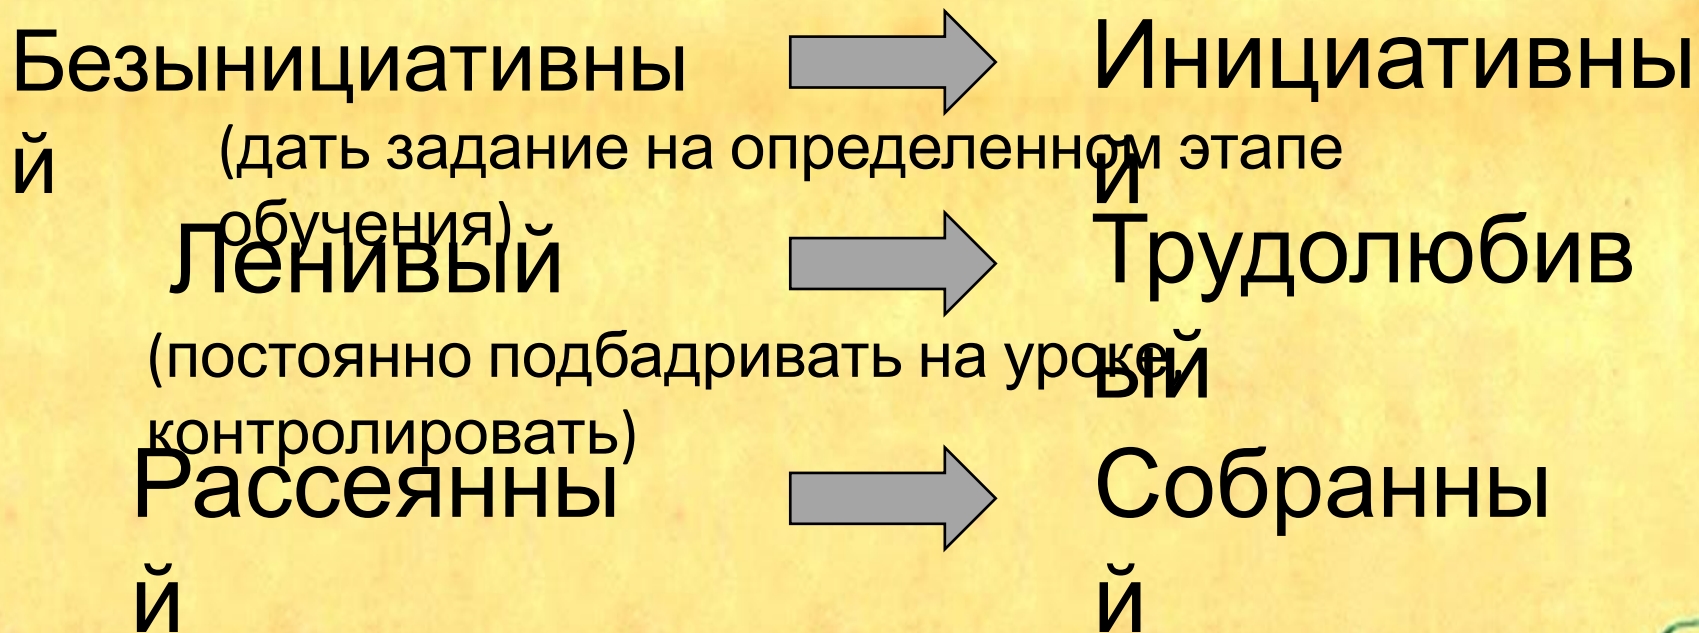 Безынициативны
й
Инициативны
й
(дать задание на определенном этапе
обучения)
Ленивый
Трудолюбив
ый
(постоянно подбадривать на уроке,
контролировать)
Рассеянны
й
Собранны
й